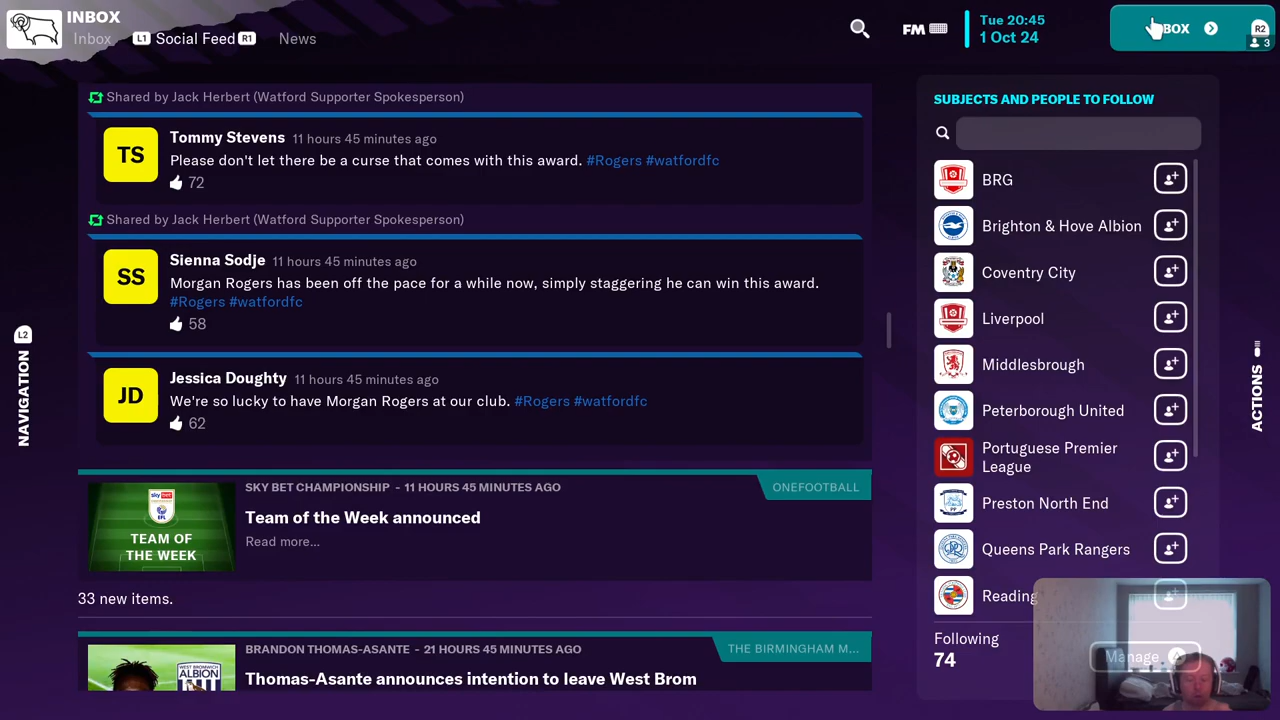 INBOX
Inbox L1 Social Feed R1 News
FM
Tue 20:45
1 Oct 24
BOX
R2
3
Shared by Jack Herbert (Watford Supporter Spokesperson)
TS
Tommy Stevens 11 hours 45 minutes ago
Please don't let there be a curse that comes with this award. #Rogers #watfordfc
72
Shared by Jack Herbert (Watford Supporter Spokesperson)
SS
Sienna Sodje 11 hours 45 minutes ago
Morgan Rogers has been off the pace for a while now, simply staggering he can win this award.
#Rogers #watfordfc
58
JD
Jessica Doughty 11 hours 45 minutes ago
We're so lucky to have Morgan Rogers at our club. #Rogers #watfordfc
62
sky bet CHAMPIONSHIP
EFL
TEAM OF
THE WEEK
SKY BET CHAMPIONSHIP - 11 HOURS 45 MINUTES AGO
ONEFOOTBALL
Team of the Week announced
Read more...
33 new items.
BRANDON THOMAS-ASANTE - 21 HOURS 45 MINUTES AGO
THE BIRMINGHAM M...
Thomas-Asante announces intention to leave West Brom
WEST BROMWICH
ALBION
L2
NAVIGATION
SUBJECTS AND PEOPLE TO FOLLOW
BRG
Brighton & Hove Albion
Coventry City
Liverpool
Middlesbrough
Peterborough United
Portuguese Premier
League
Preston North End
Queens Park Rangers
Reading
Following
74
Manage
ACTIONS